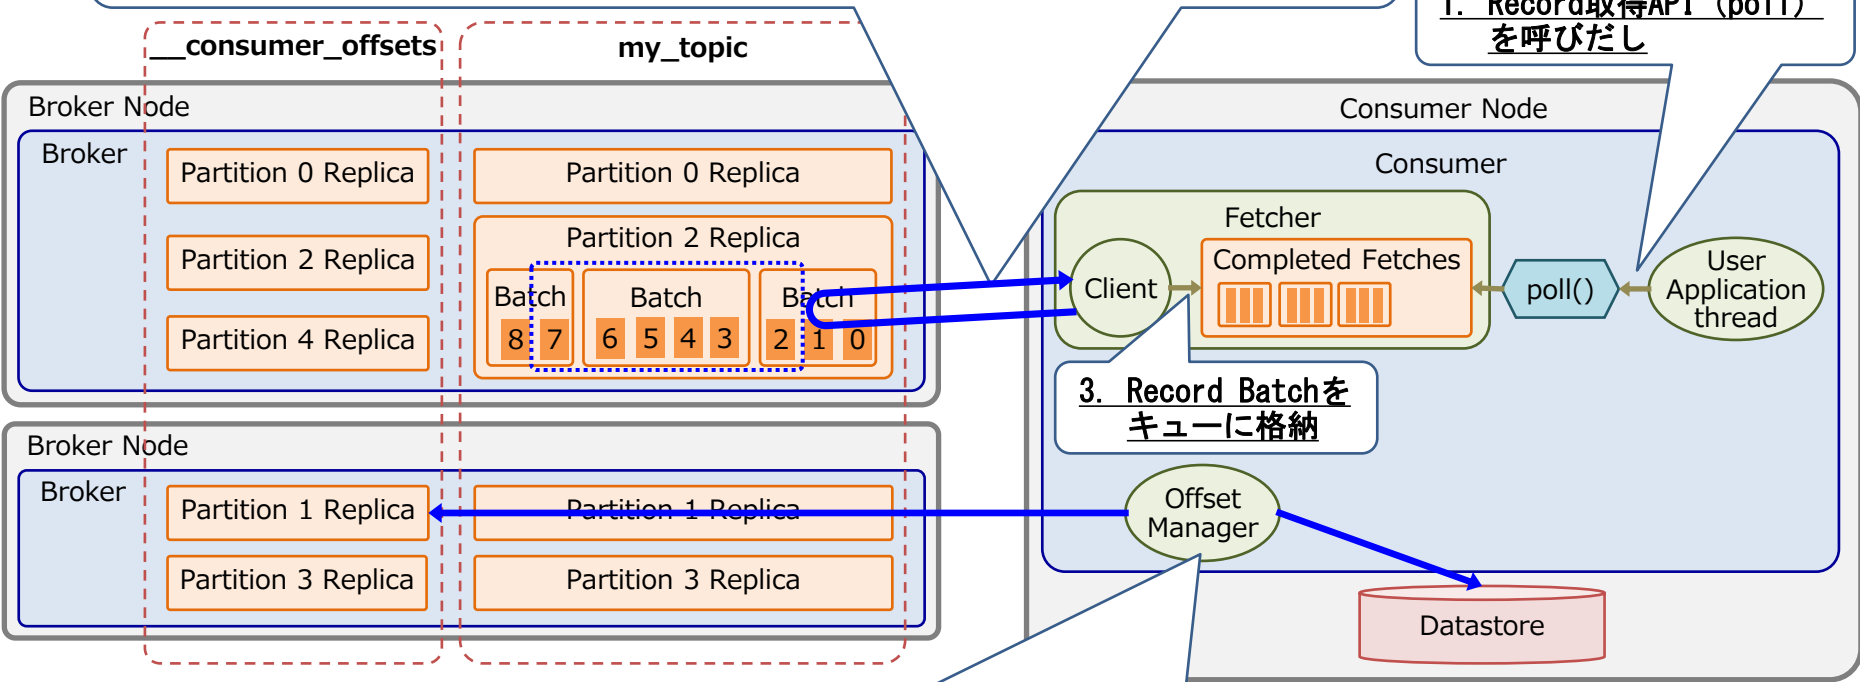 1. Record取得API (poll)
を呼びだし
__consumer_offsets
my_topic
Broker Node
Broker
Partition 0 Replica
Partition 2 Replica
Partition 4 Replica
Partition 0 Replica
Partition 2 Replica
Batch
Batch
Batch
8 7
6 5 4 3
2 1 0
Consumer Node
Consumer
Fetcher
Client
Completed Fetches
poll()
User
Application
thread
3. Record Batchを
キューに格納
Broker Node
Broker
Partition 1 Replica
Partition 3 Replica
Partition 1 Replica
Partition 3 Replica
Offset
Manager
Datastore